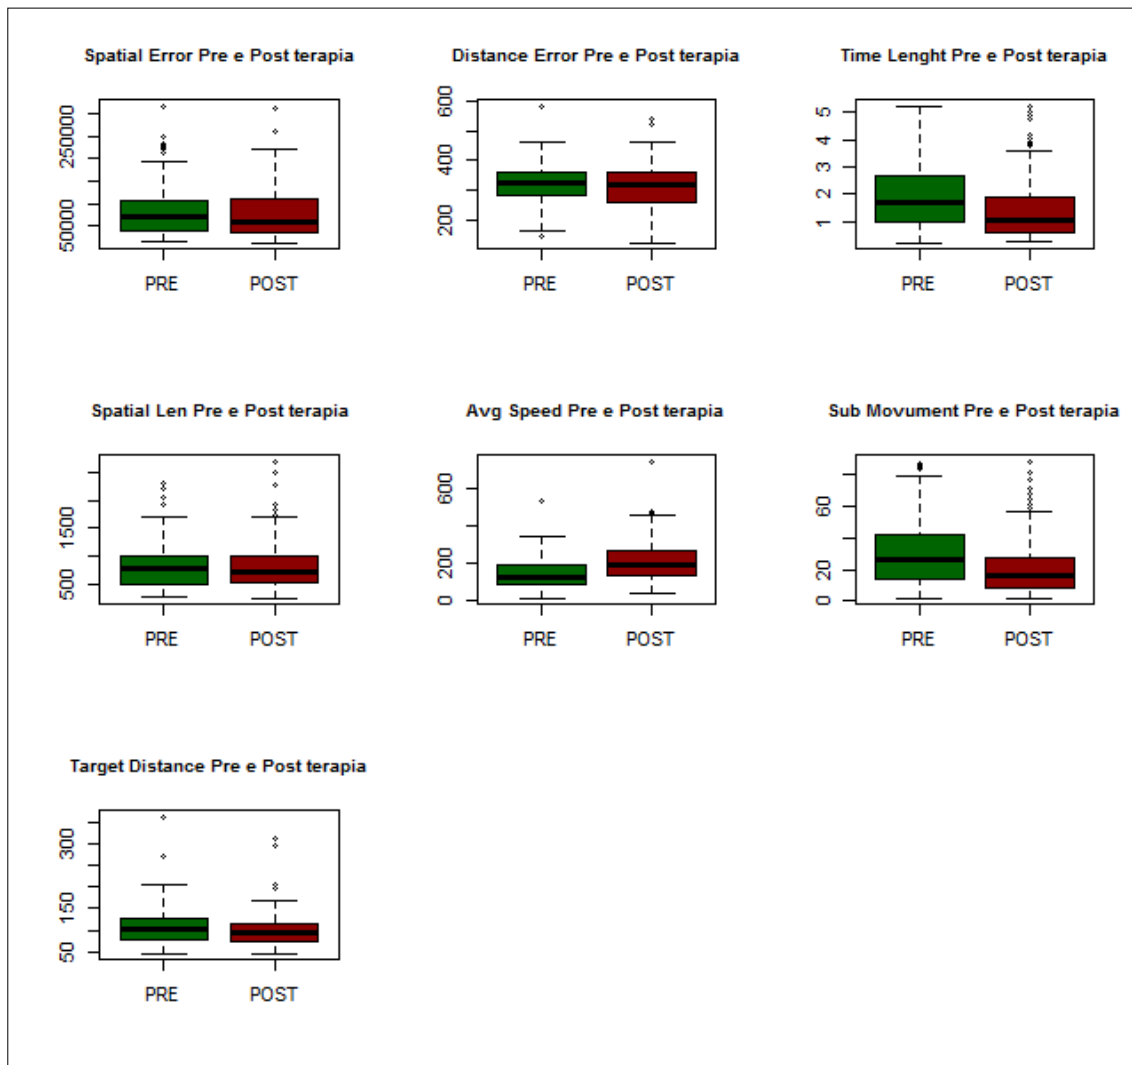 Spatial Error Pre e Post terapia
250000
50000
PRE
POST
Distance Error Pre e Post terapia
600
400
200
PRE
POST
Time Lenght Pre e Post terapia
5
4
3
2
1
PRE
POST
Spatial Len Pre e Post terapia
1500
500
PRE
POST
Avg Speed Pre e Post terapia
600
200
0
PRE
POST
Sub Movument Pre e Post terapia
60
20
0
PRE
POST
Target Distance Pre e Post terapia
300
150
50
PRE
POST